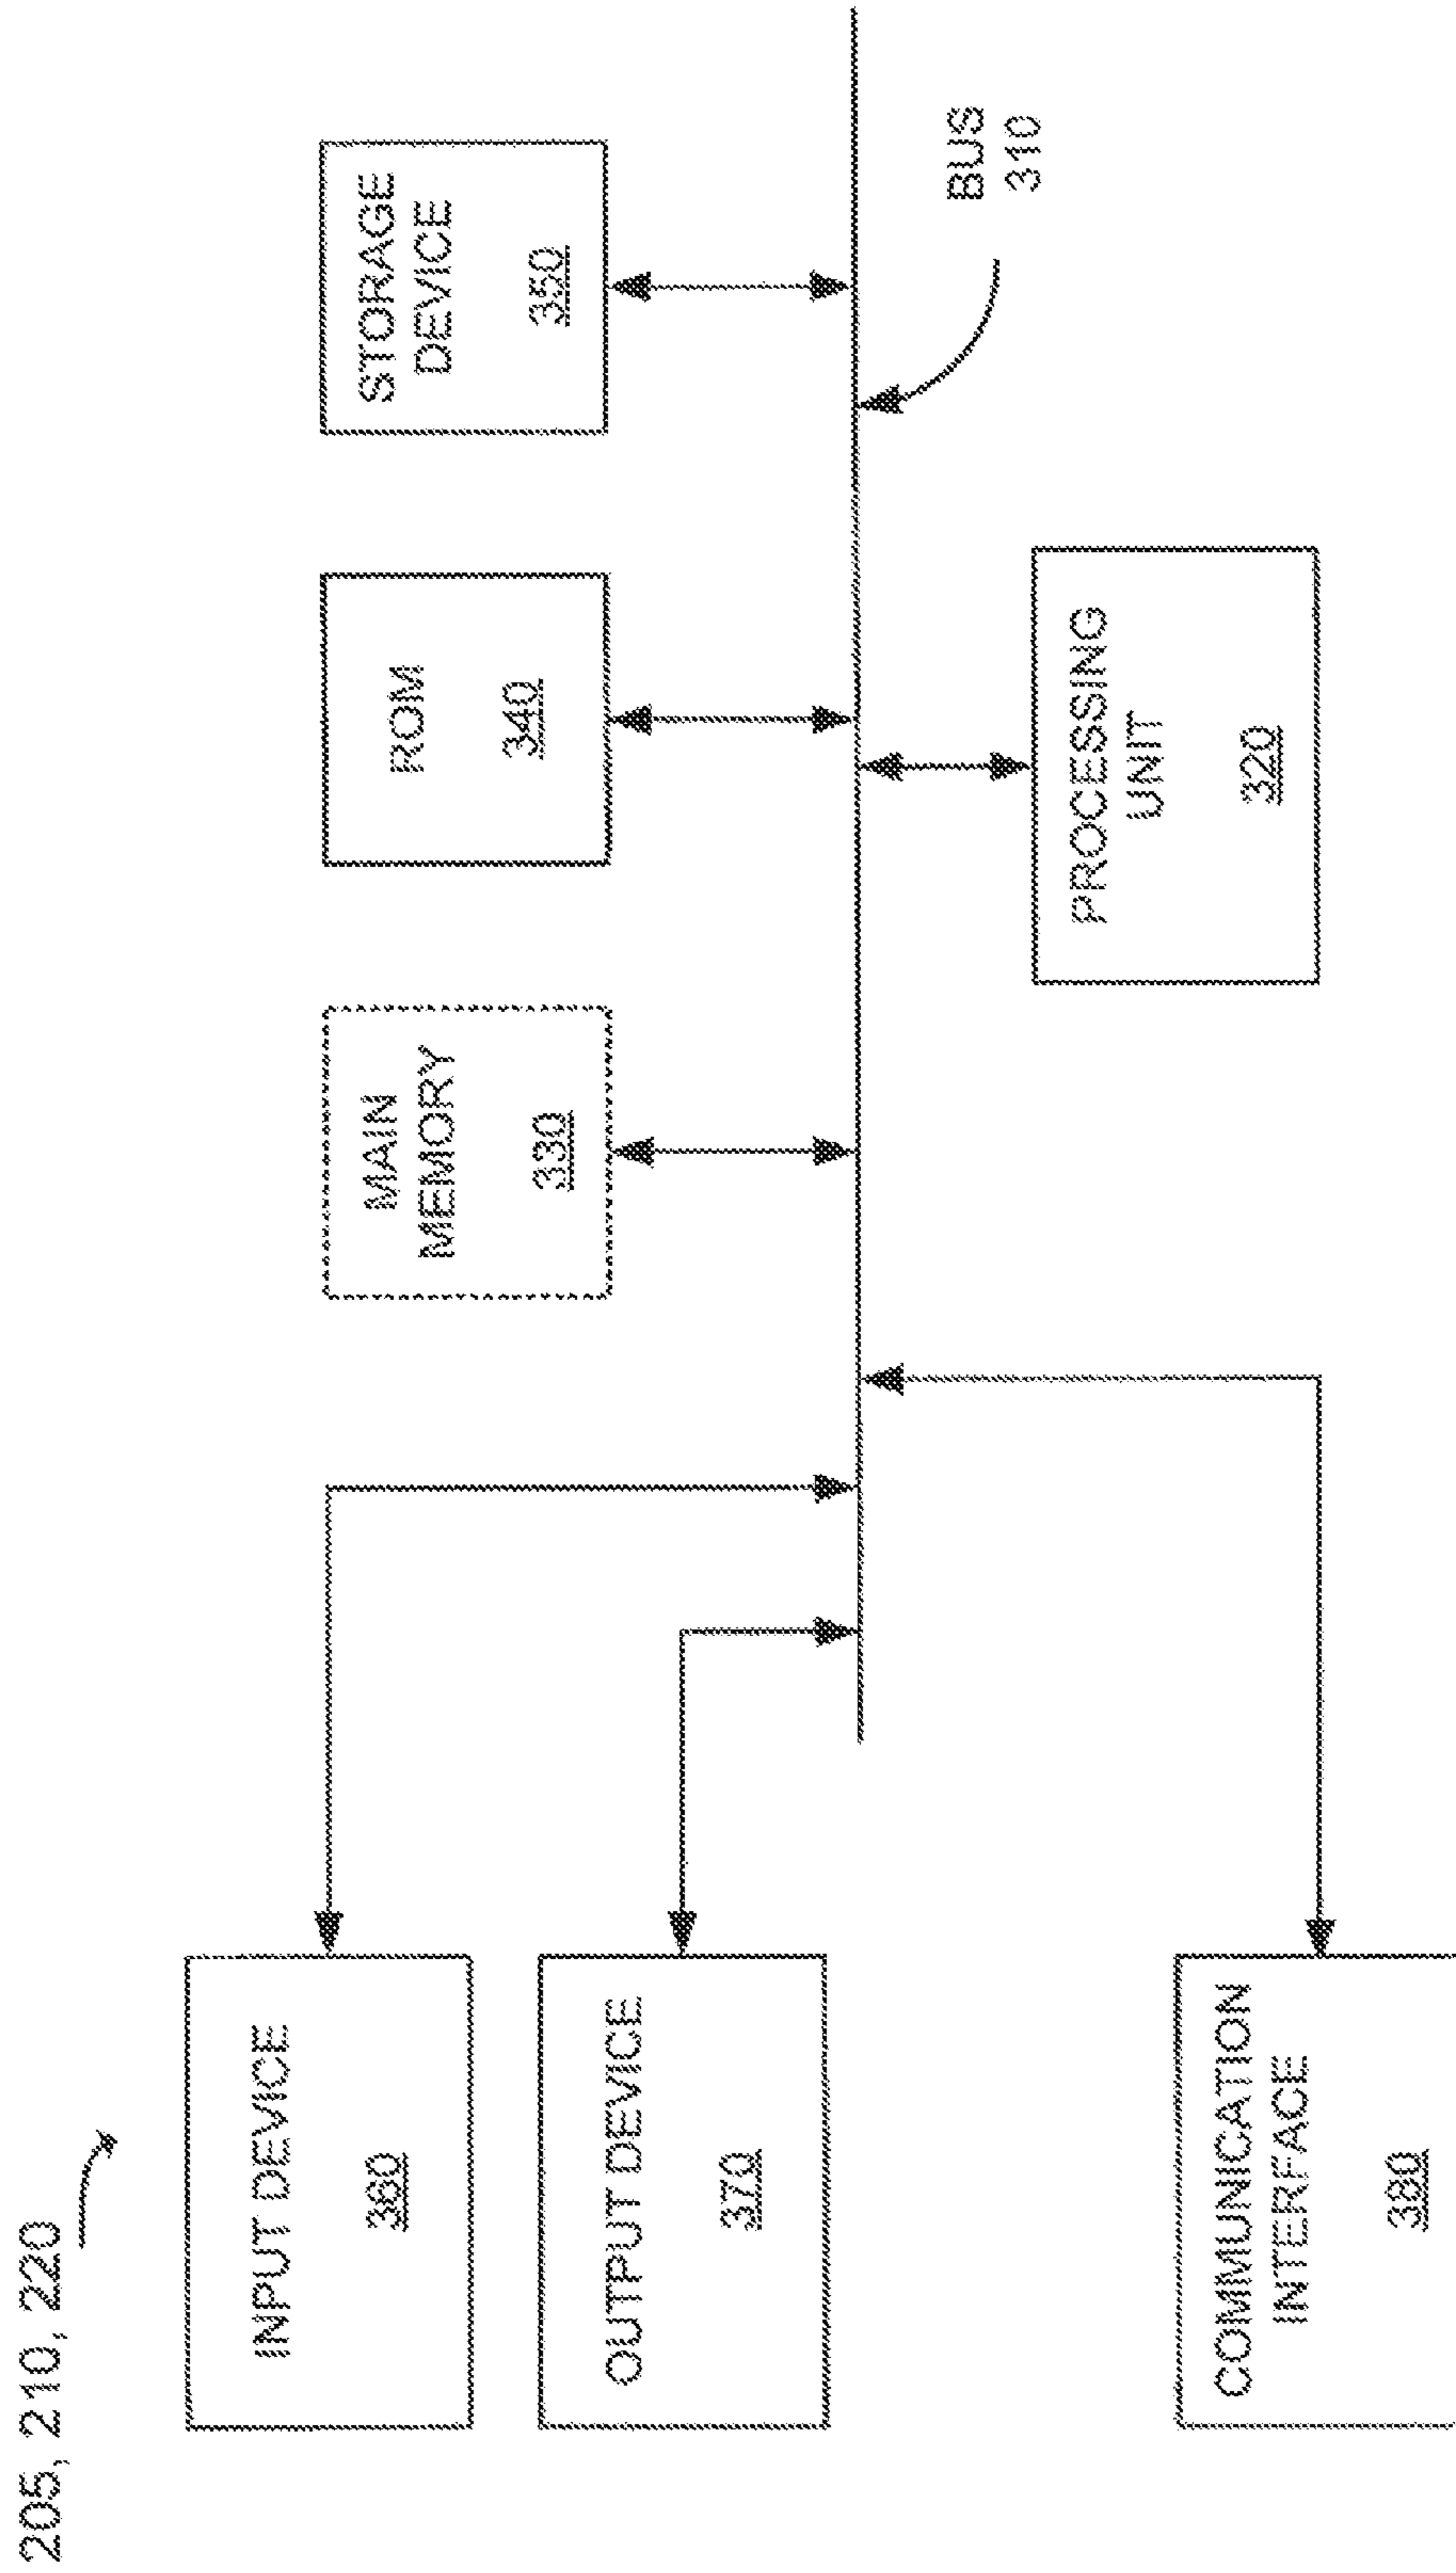 205, 210, 220
INPUT DEVICE
360
OUTPUT DEVICE
370
COMMUNICATION
INTERFACE
380
MAIN
MEMORY
330
ROM
340
STORAGE
DEVICE
350
PROCESSING
UNIT
320
BUS
310